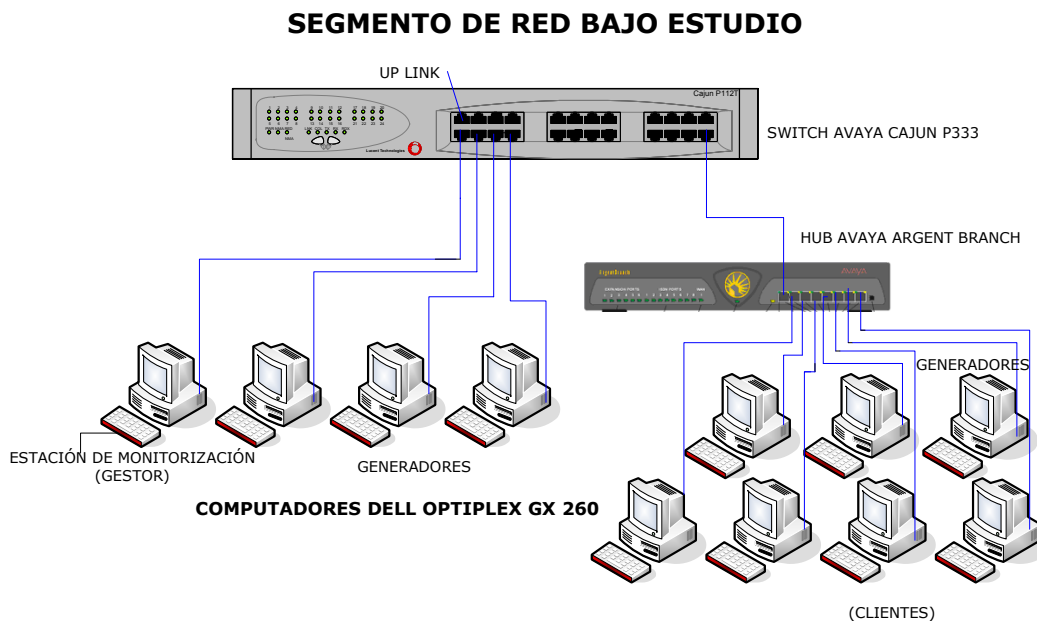 SEGMENTO DE RED BAJO ESTUDIO
UP LINK
Cajun P112T
Lucent Technologies
SWITCH AVAYA CAJUN P333
HUB AVAYA ARGENT BRANCH
AVAYA
GENERADORES
ESTACIÓN DE MONITORIZACIÓN
(GESTOR)
GENERADORES
COMPUTADORES DELL OPTIPLEX GX 260
(CLIENTES)